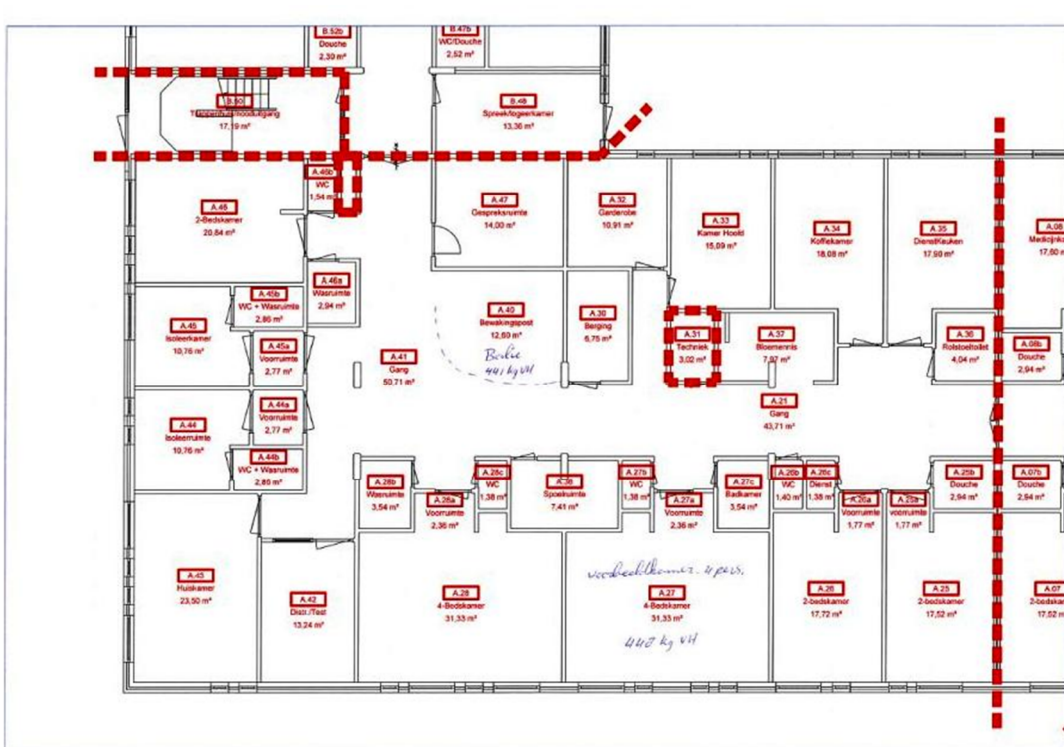 B.52b
Douche
2,30 m²
B.47b
WC/Douche
2,52 m²
B.50
17,19 m²
B.48
Spreek/logeerkamer
13,36 m²
A.46b
WC
1,54 m²
A.46
2-Bedskamer
20,84 m²
A.47
Gespreksruimte
14,00 m²
A.32
Garderobe
10,91 m²
A.33
Kamer Hoofd
15,09 m²
A.34
Koffiekamer
18,08 m²
A.35
DienstKeuken
17,90 m²
A.08
A.46a
Wasruimte
2,94 m²
A.45b
WC + Wasruimte
2,86 m²
A.45
Isoleerkamer
10,76 m²
A.45a
Voorruimte
2,77 m²
A.41
Gang
50,71 m²
A.40
Bewakingspost
12,60 m²
Balie
441 kg VH
A.30
Berging
6,75 m²
A.31
Techniek
3,02 m²
A.37
Bloemennis
A.36
Rolstoeltoilet
4,04 m²
A.08b
Douche
2,94 m²
A.44a
Voorruimte
2,77 m²
A.44
Isoleerruimte
10,76 m²
A.44b
WC + Wasruimte
2,86 m²
A.21
Gang
43,71 m²
A.28b
Wasruimte
3,54 m²
A.28a
Voorruimte
2,36 m²
A.28c
WC
1,38 m²
Spoelruimte
7,41 m²
A.27b
WC
1,38 m²
A.27a
Voorruimte
2,36 m²
A.27c
Badkamer
3,54 m²
A.26b
WC
1,40 m²
A.26c
Dienst
1,38 m²
A.26a
Voorruimte
1,77 m²
A.25a
Voorruimte
1,77 m²
A.25b
Douche
2,94 m²
A.07b
Douche
2,94 m²
A.43
Huiskamer
23,50 m²
A.42
Distr./Test
13,24 m²
A.28
4-Bedskamer
31,33 m²
4 pers.
A.27
4-Bedskamer
31,33 m²
440 kg VH
A.26
2-bedskamer
17,72 m²
A.25
2-bedskamer
17,52 m²
A.07